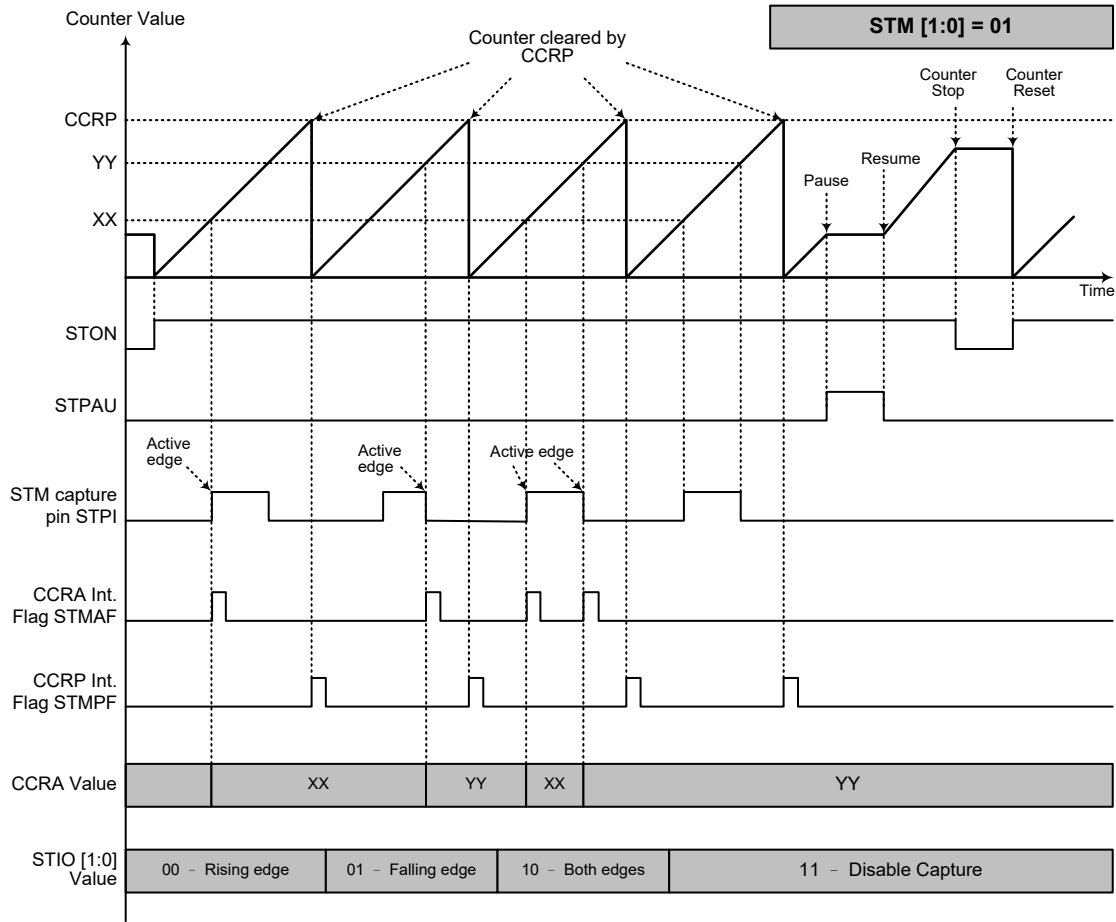 Counter Value
STM [1:0] = 01
Counter cleared by
CCRP
Counter
Stop
Counter
Reset
CCRP
YY
Resume
Pause
XX
Time
STON
STPAU
Active
edge
Active
edge
Active edge
STM capture
pin STPI
CCRA Int.
Flag STMAF
CCRP Int.
Flag STMPF
CCRA Value
XX
YY
XX
YY
STIO [1:0]
Value
00 – Rising edge
01 – Falling edge
10 – Both edges
11 – Disable Capture